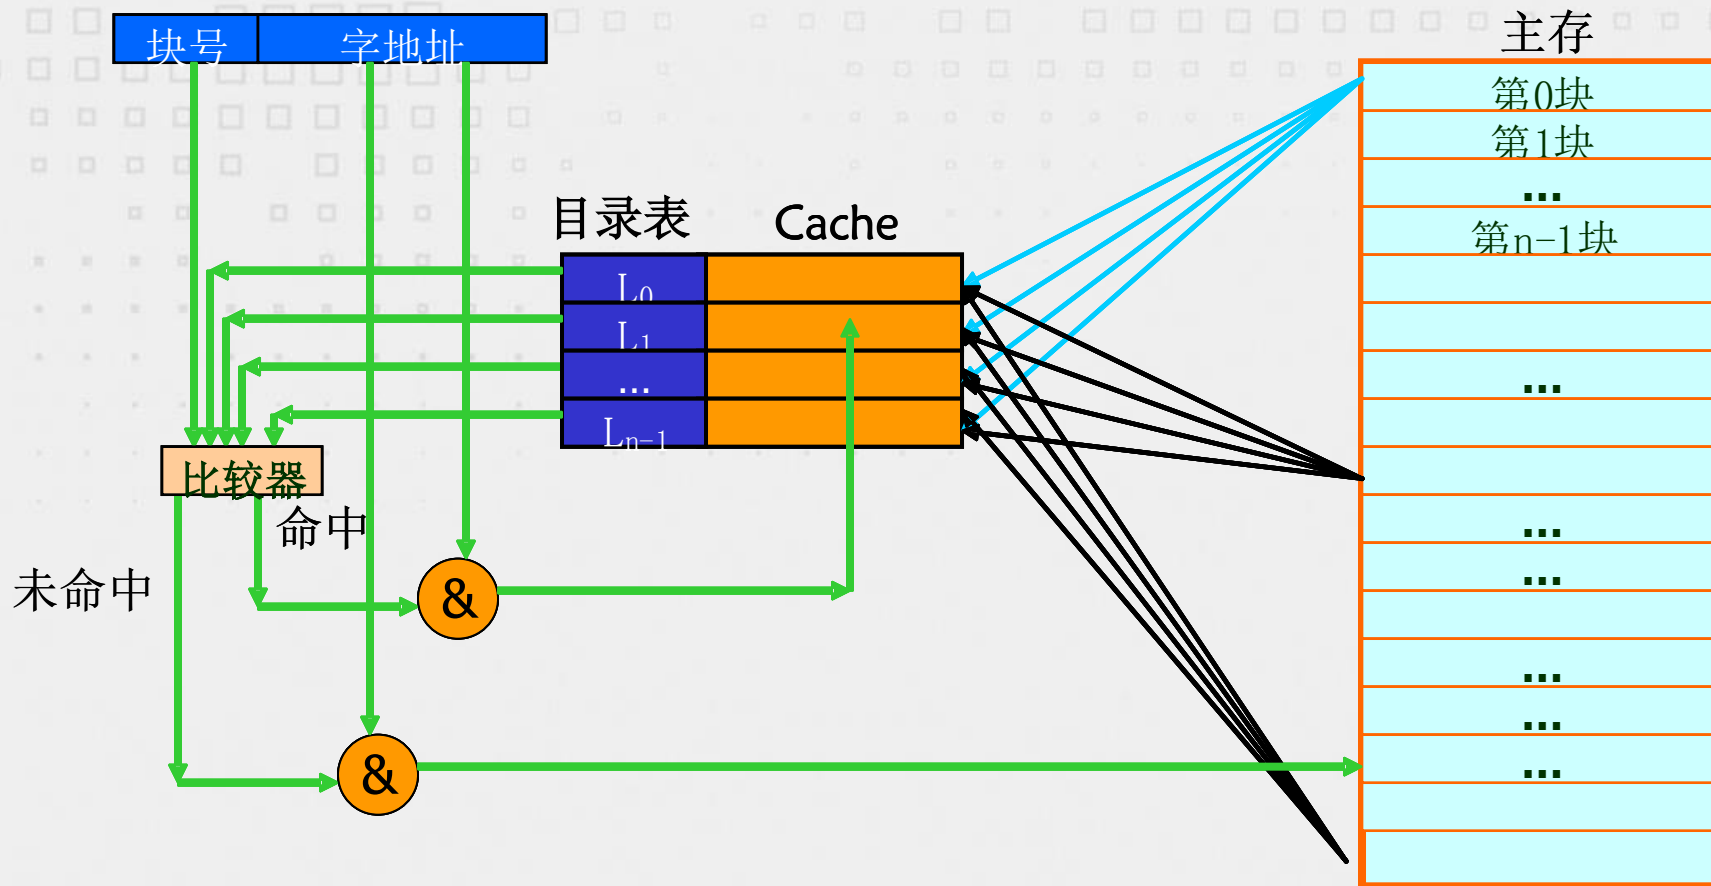 块号 字地址
主存
第0块
第1块
...
第n-1块
目录表 Cache
L0
L1
...
Ln-1
...
比较器
命中
未命中
&
&
...
...
...
...
...